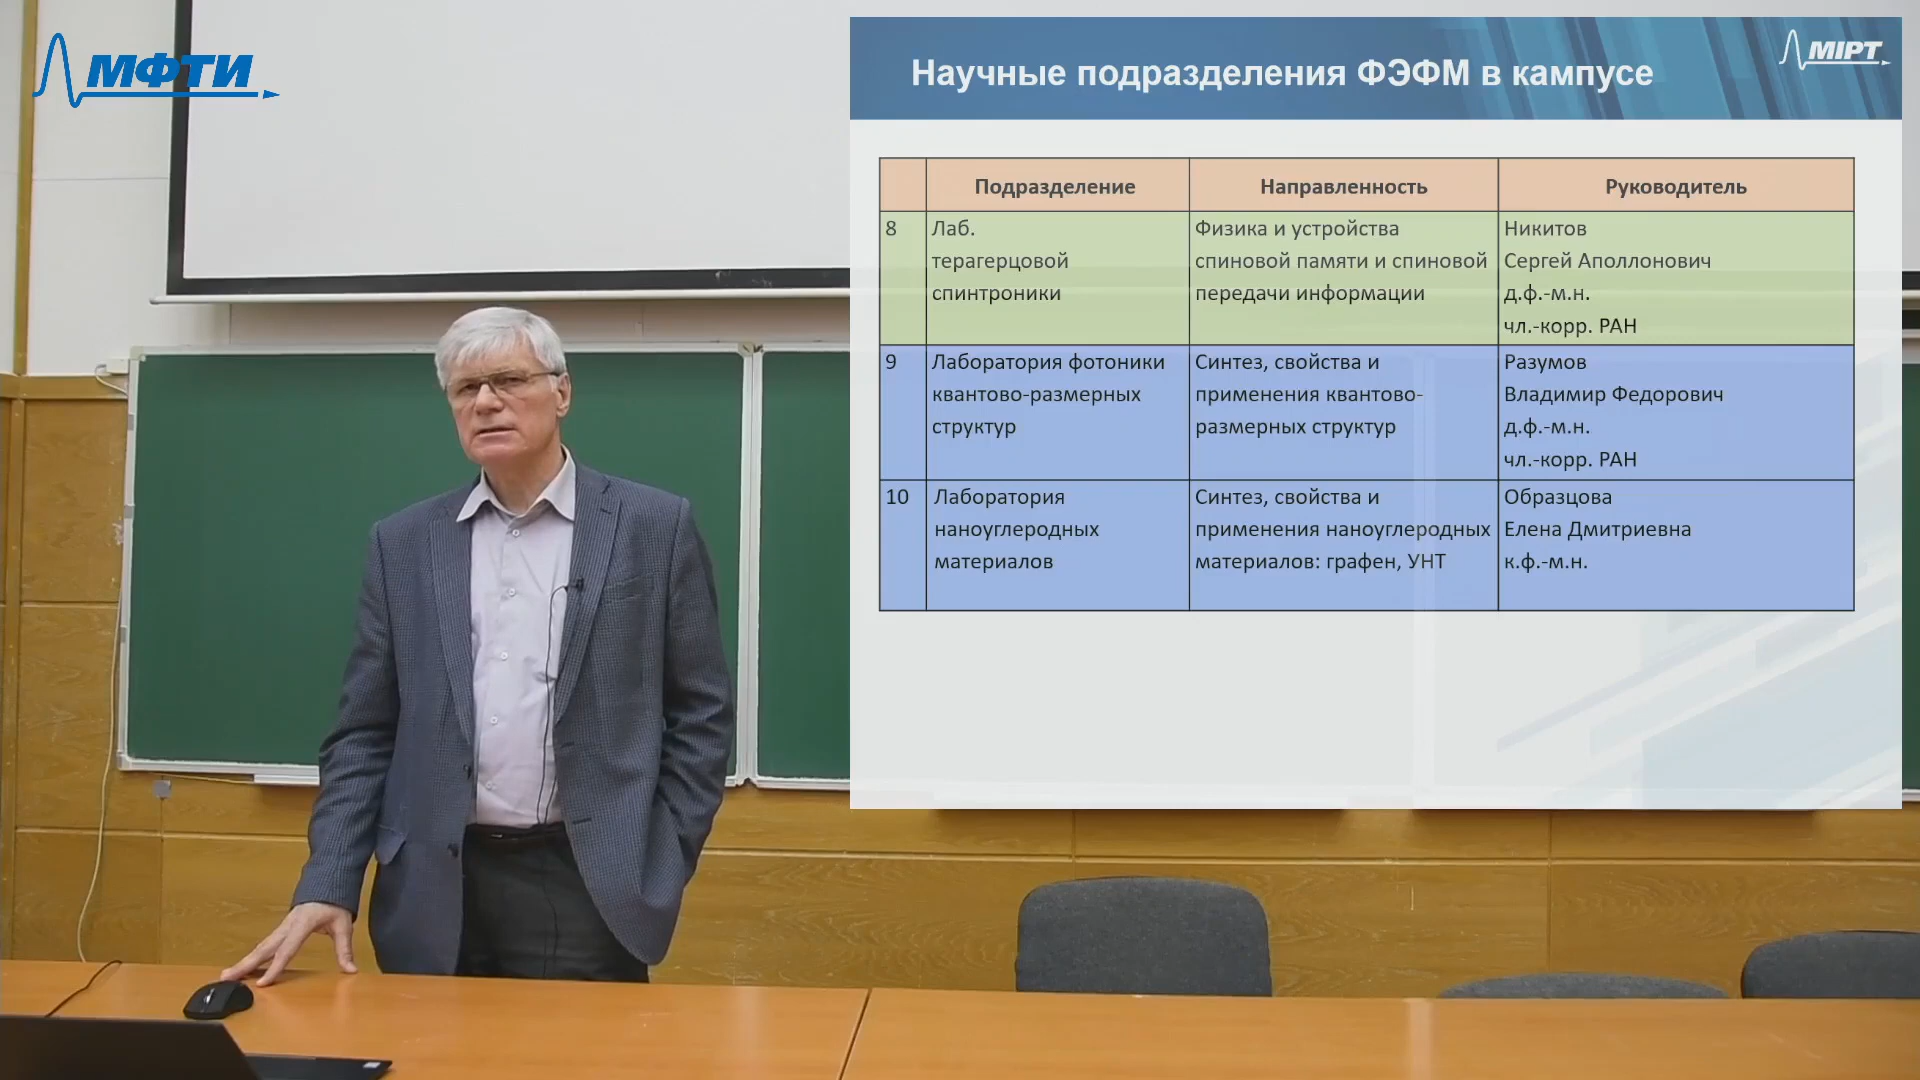 МФТИ
Научные подразделения ФЭФМ в кампусе
MIPT
Подразделение
Направленность
Руководитель
8
Лаб.
терагерцовой
спинтроники
Физика и устройства
спиновой памяти и спиновой
передачи информации
Никитов
Сергей Аполлонович
д.ф.-м.н.
чл.-корр. РАН
9
Лаборатория фотоники
квантово-размерных
структур
Синтез, свойства и
применения квантово-
размерных структур
Разумов
Владимир Федорович
д.ф.-м.н.
чл.-корр. РАН
10
Лаборатория
наноуглеродных
материалов
Синтез, свойства и
применения наноуглеродных
материалов: графен, УНТ
Образцова
Елена Дмитриевна
к.ф.-м.н.